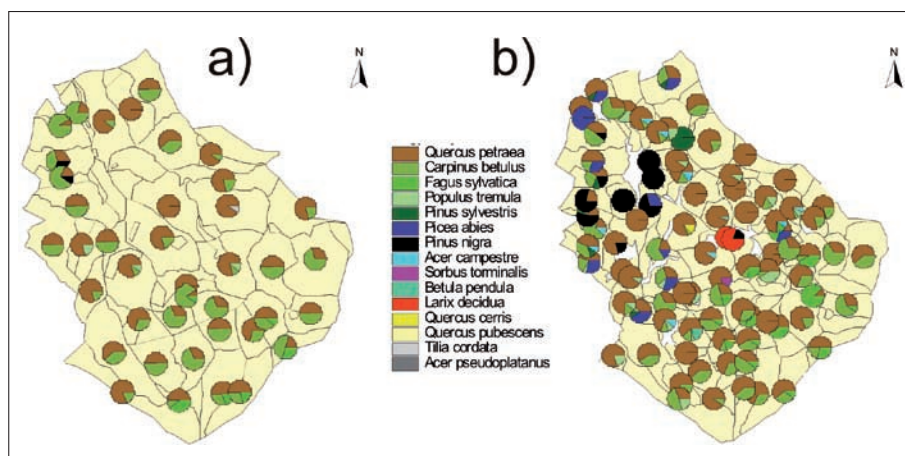 a)
N
b)
N
Quercus petraea
Carpinus betulus
Fagus sylvatica
Populus tremula
Pinus sylvestris
Picea abies
Pinus nigra
Acer campestre
Sorbus torminalis
Betula pendula
Larix decidua
Quercus cerris
Quercus pubescens
Tilia cordata
Acer pseudoplatanus